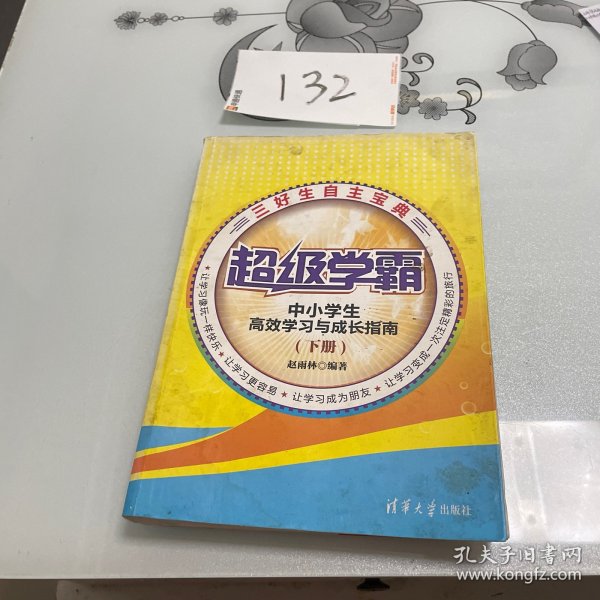 132
三好生自主宝典
超级学霸
中小学生
高效学习与成长指南
(下册)
赵雨林◎编著
让学习像玩一样快乐★让学习更容易★让学习成为朋友★让学习变成一次注定精彩的旅行
清华大学出版社
孔夫子旧书网
www.kongfz.com